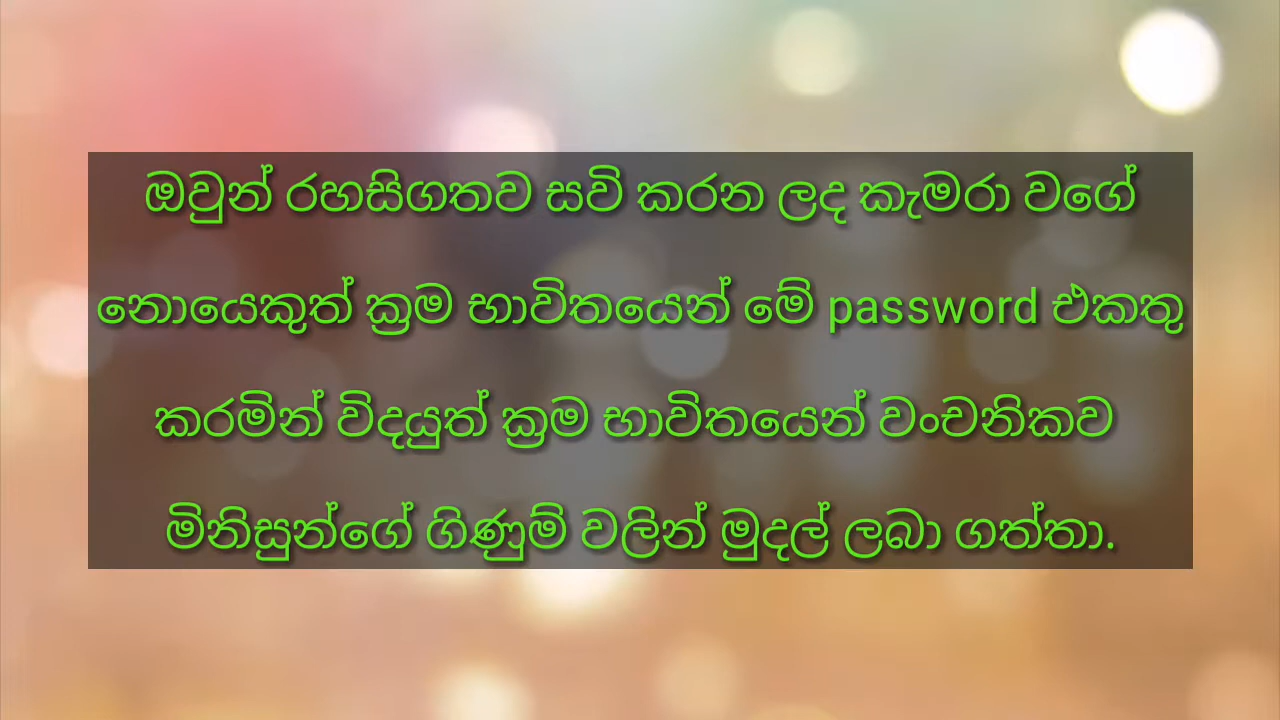 ඔවුන් රහසිගතව සවි කරන ලද කැමරා වගේ
නොයෙකුත් ක්‍රම භාවිතයෙන් මේ password එකතු
කරමින් විදයුත් ක්‍රම භාවිතයෙන් වංචනිකව
මිනිසුන්ගේ ගිණුම් වලින් මුදල් ලබා ගත්තා.